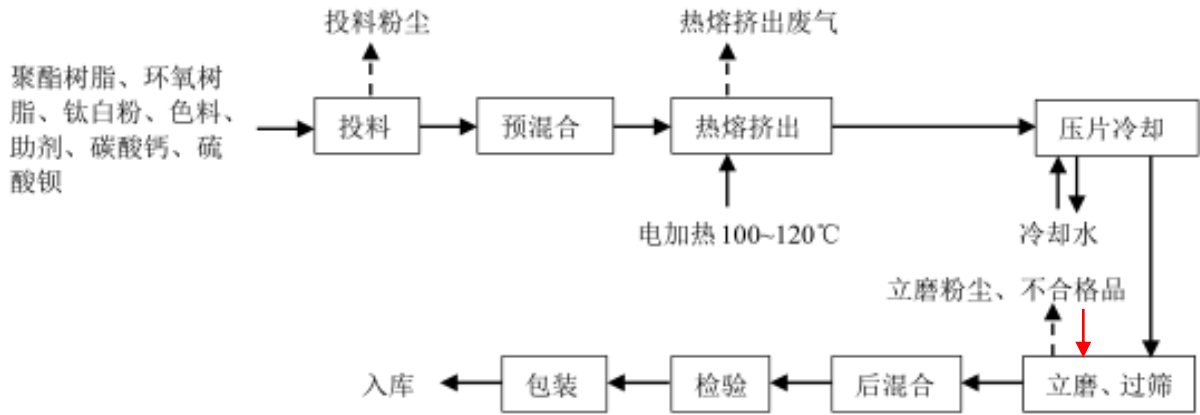 投料粉尘
热熔挤出废气
聚酯树脂、环氧树
脂、钛白粉、色料、
助剂、碳酸钙、硫
酸钡
投料
预混合
热熔挤出
压片冷却
电加热100~120℃
冷却水
立磨粉尘、不合格品
入库
包装
检验
后混合
立磨、过筛